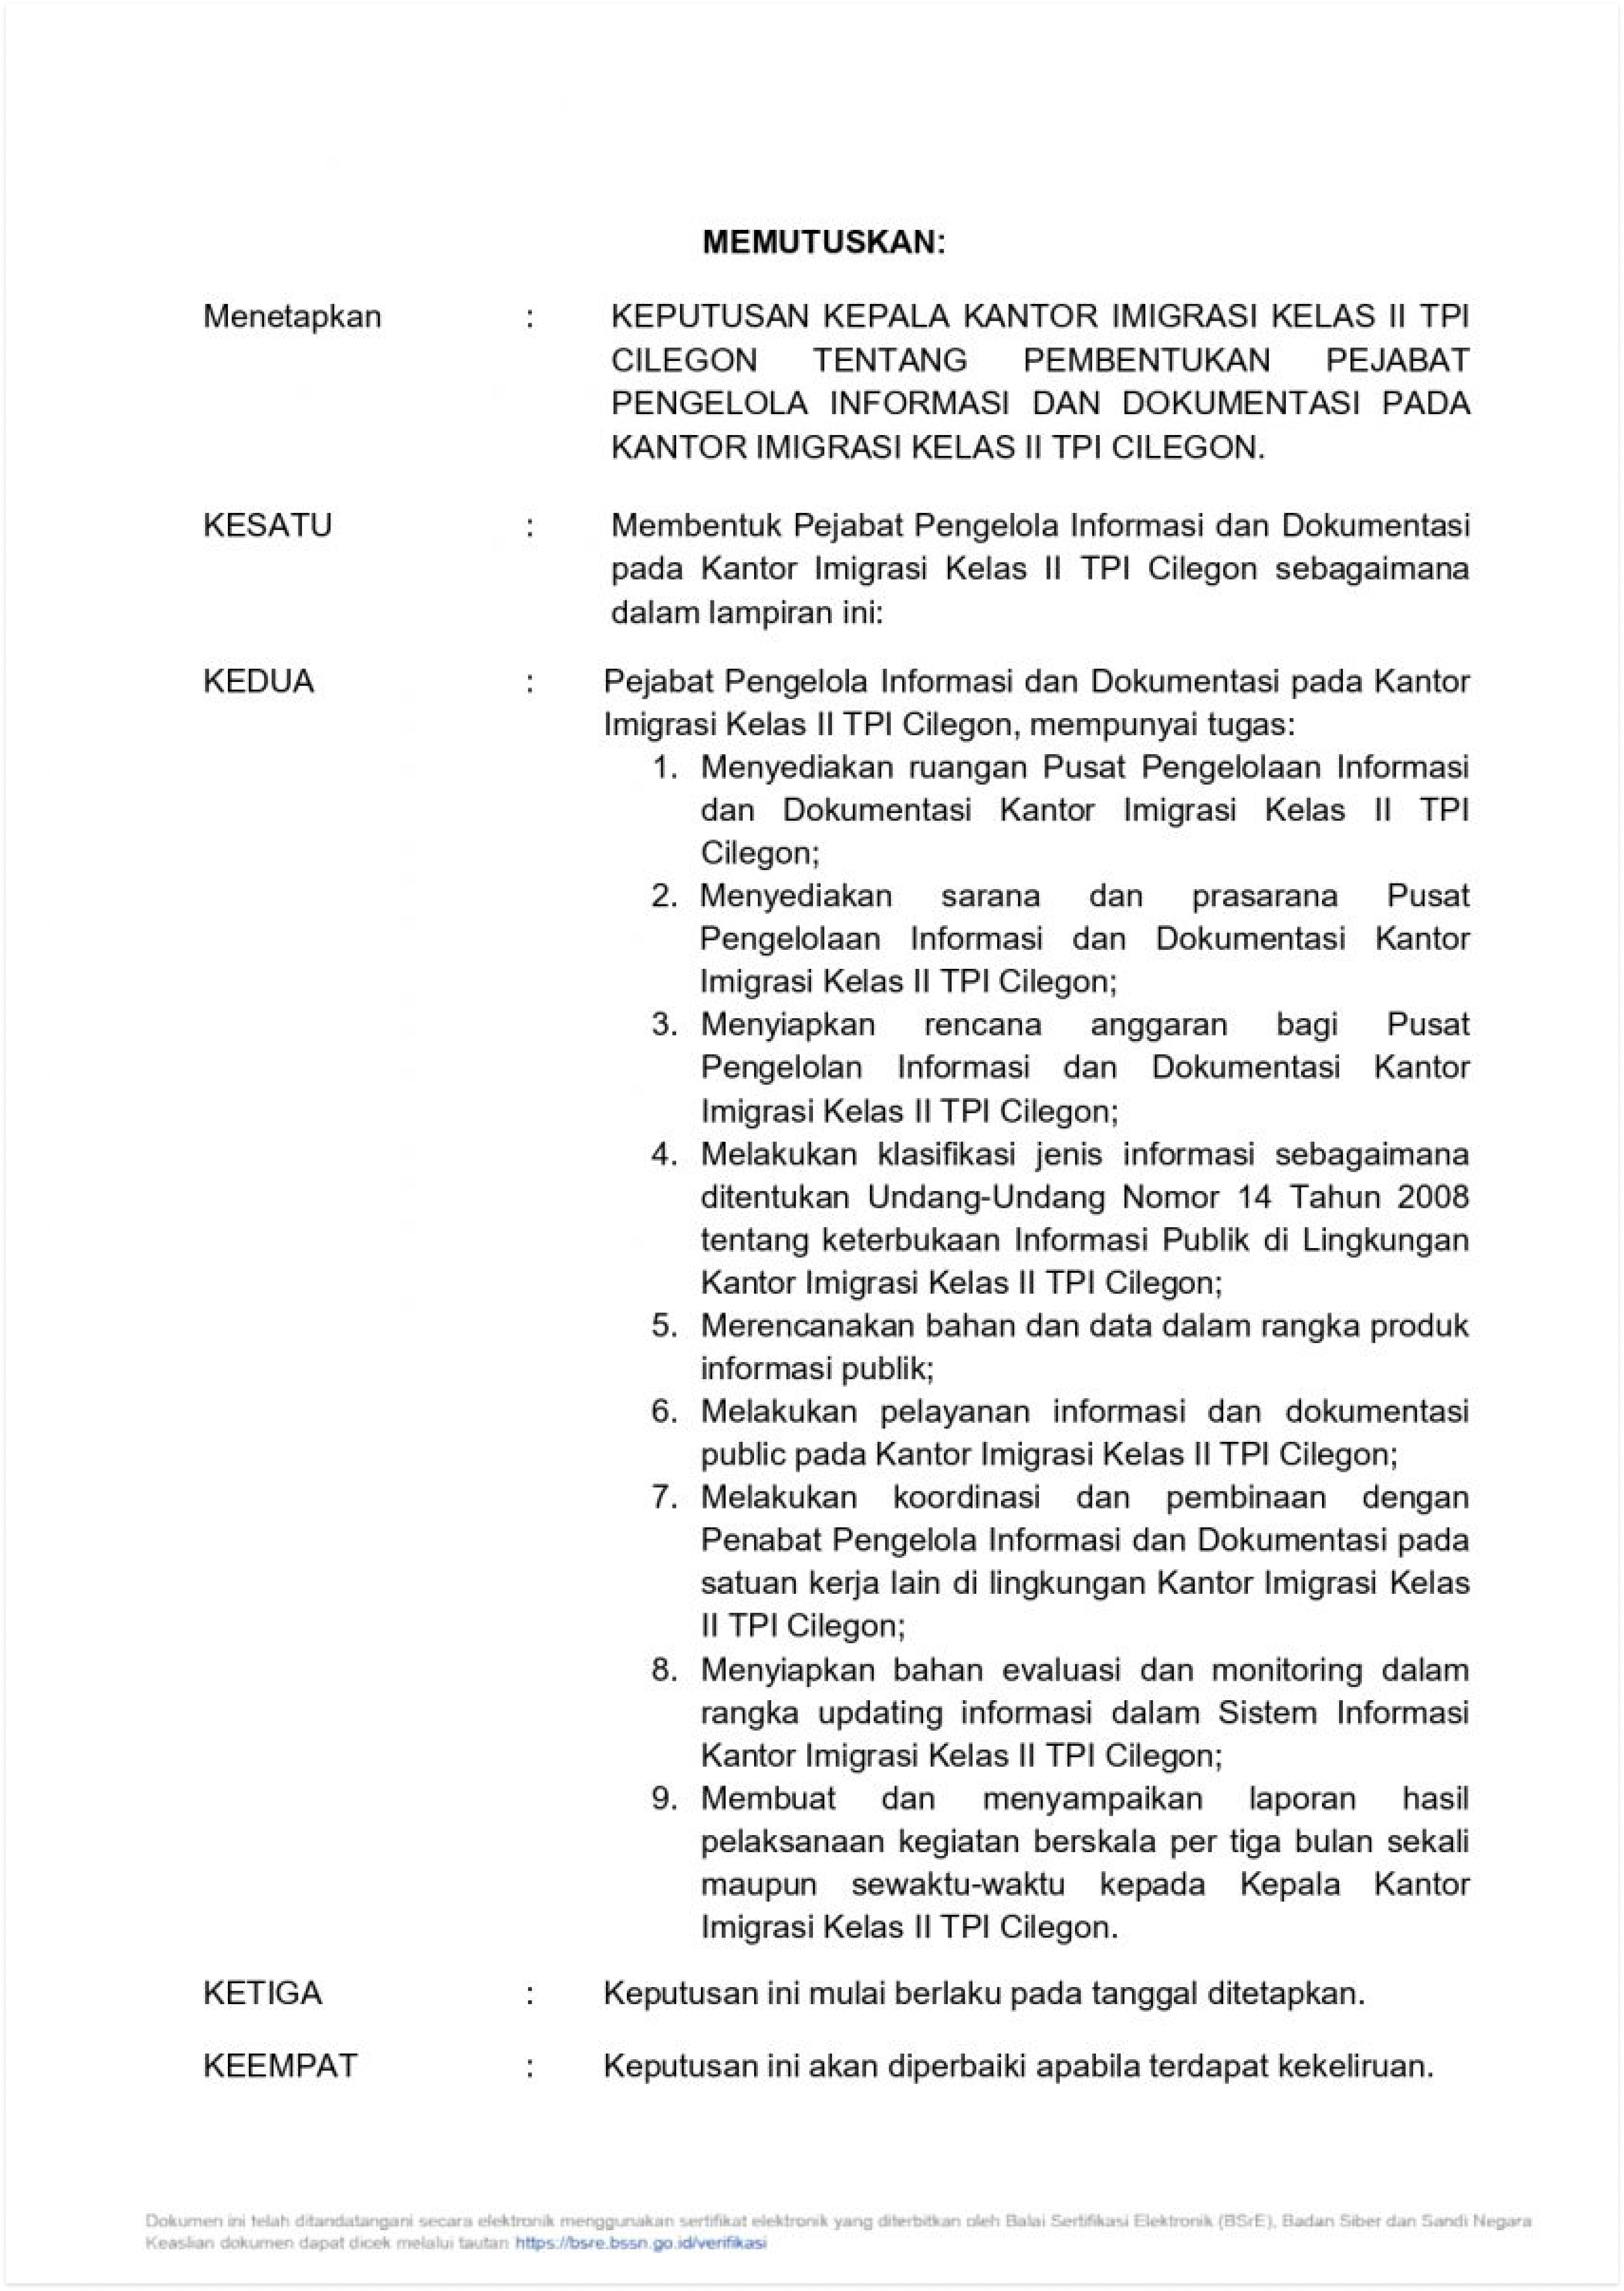 MEMUTUSKAN:
Menetapkan : KEPUTUSAN KEPALA KANTOR IMIGRASI KELAS II TPI
CILEGON TENTANG PEMBENTUKAN PEJABAT
PENGELOLA INFORMASI DAN DOKUMENTASI PADA
KANTOR IMIGRASI KELAS II TPI CILEGON.
KESATU : Membentuk Pejabat Pengelola Informasi dan Dokumentasi
pada Kantor Imigrasi Kelas II TPI Cilegon sebagaimana
dalam lampiran ini:
KEDUA : Pejabat Pengelola Informasi dan Dokumentasi pada Kantor
Imigrasi Kelas II TPI Cilegon, mempunyai tugas:
1. Menyediakan ruangan Pusat Pengelolaan Informasi
dan Dokumentasi Kantor Imigrasi Kelas II TPI
Cilegon;
2. Menyediakan sarana dan prasarana Pusat
Pengelolaan Informasi dan Dokumentasi Kantor
Imigrasi Kelas II TPI Cilegon;
3. Menyiapkan rencana anggaran bagi Pusat
Pengelolan Informasi dan Dokumentasi Kantor
Imigrasi Kelas II TPI Cilegon;
4. Melakukan klasifikasi jenis informasi sebagaimana
ditentukan Undang-Undang Nomor 14 Tahun 2008
tentang keterbukaan Informasi Publik di Lingkungan
Kantor Imigrasi Kelas II TPI Cilegon;
5. Merencanakan bahan dan data dalam rangka produk
informasi publik;
6. Melakukan pelayanan informasi dan dokumentasi
public pada Kantor Imigrasi Kelas II TPI Cilegon;
7. Melakukan koordinasi dan pembinaan dengan
Penabat Pengelola Informasi dan Dokumentasi pada
satuan kerja lain di lingkungan Kantor Imigrasi Kelas
II TPI Cilegon;
8. Menyiapkan bahan evaluasi dan monitoring dalam
rangka updating informasi dalam Sistem Informasi
Kantor Imigrasi Kelas II TPI Cilegon;
9. Membuat dan menyampaikan laporan hasil
pelaksanaan kegiatan berskala per tiga bulan sekali
maupun sewaktu-waktu kepada Kepala Kantor
Imigrasi Kelas II TPI Cilegon.
KETIGA : Keputusan ini mulai berlaku pada tanggal ditetapkan.
KEEMPAT : Keputusan ini akan diperbaiki apabila terdapat kekeliruan.
Dokumen ini telah ditandatangani secara elektronik menggunakan sertifikat elektronik yang diterbitkan oleh Balai Sertifikasi Elektronik (BSrE), Badan Siber dan Sandi Negara
Keaslian dokumen dapat dicek melalui tautan https://bsre.bssn.go.id/verifikasi